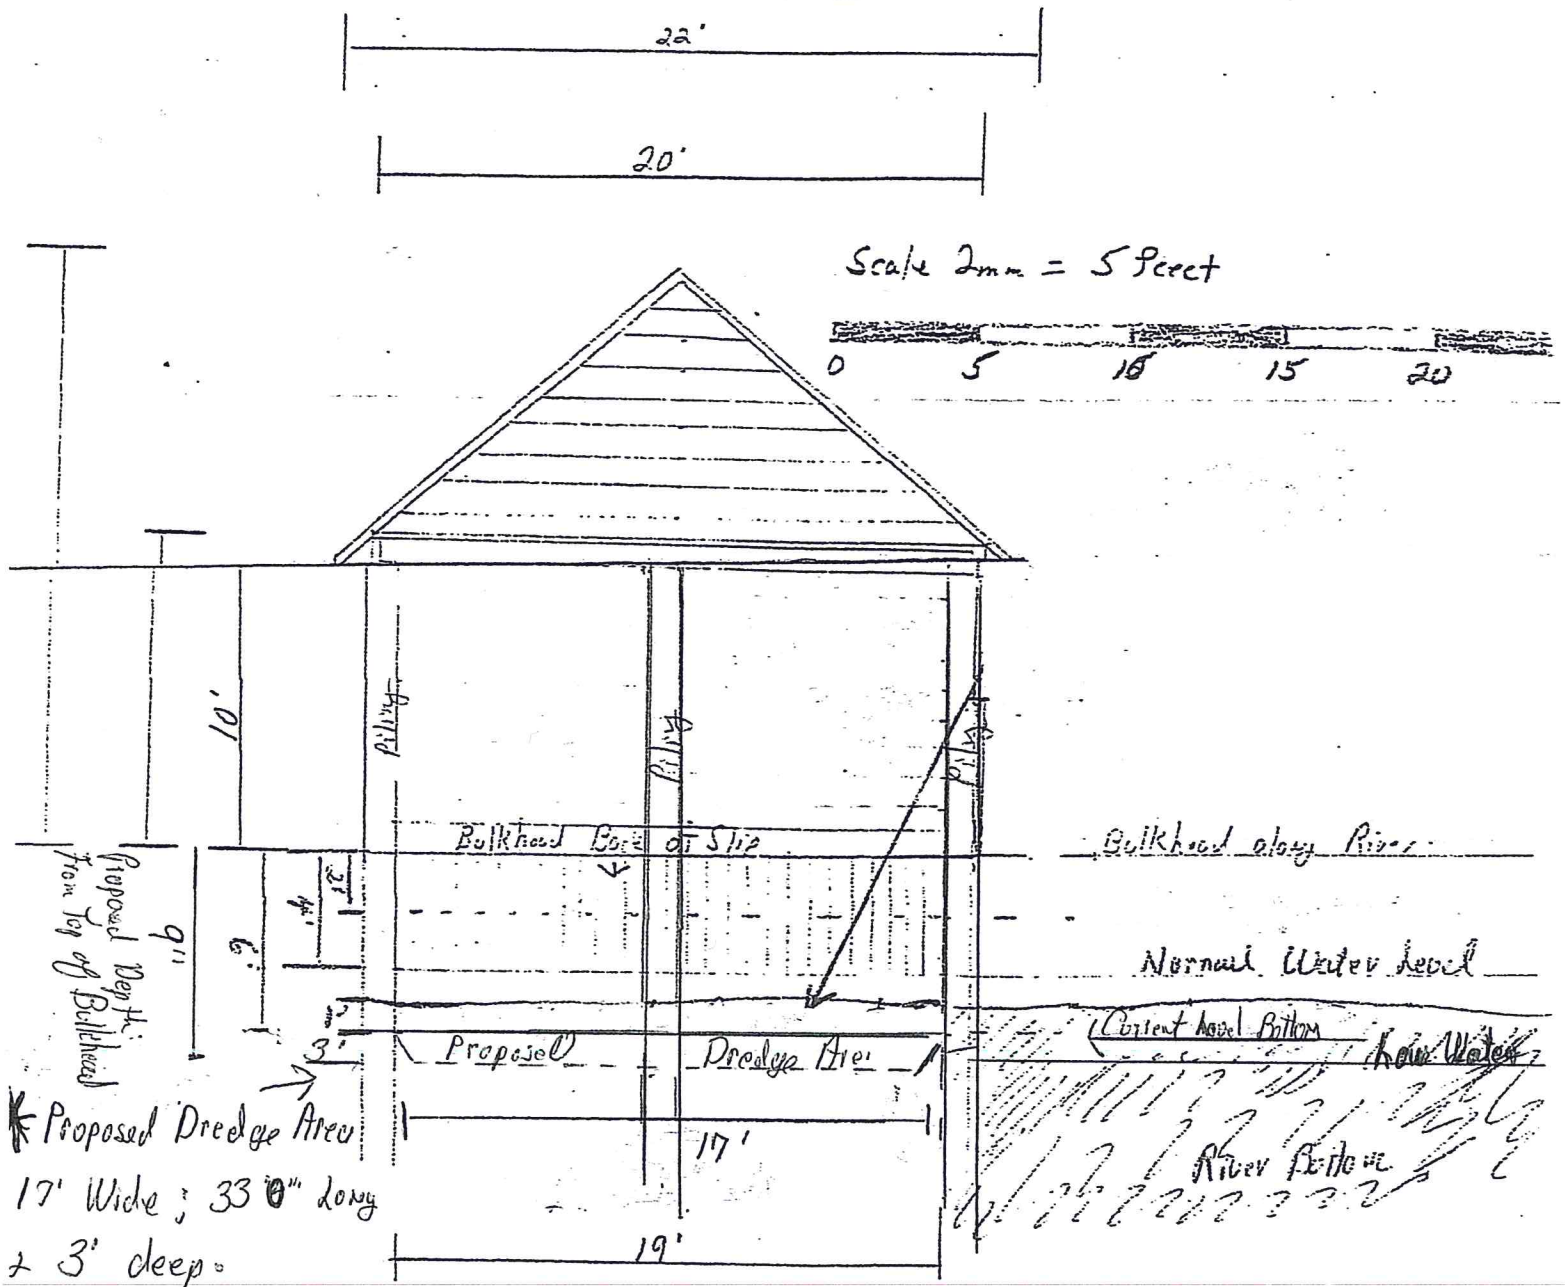 22'
20'
Scale 2mm = 5 feeet
0 5 10 15 20
10'
Piling
Piling
Piling
Bulkhead Back of Slip
Bulkhead along River
2'
4'
6'
9"
Proposed Depth
From Top of Bulkhead
Normal Water Level
Current Level Bottom
Low Water
3'
Proposed Dredge Area
River Bottom
17'
19'
* Proposed Dredge Area
17' Wide ; 33 0" Long
+ 3' deep.